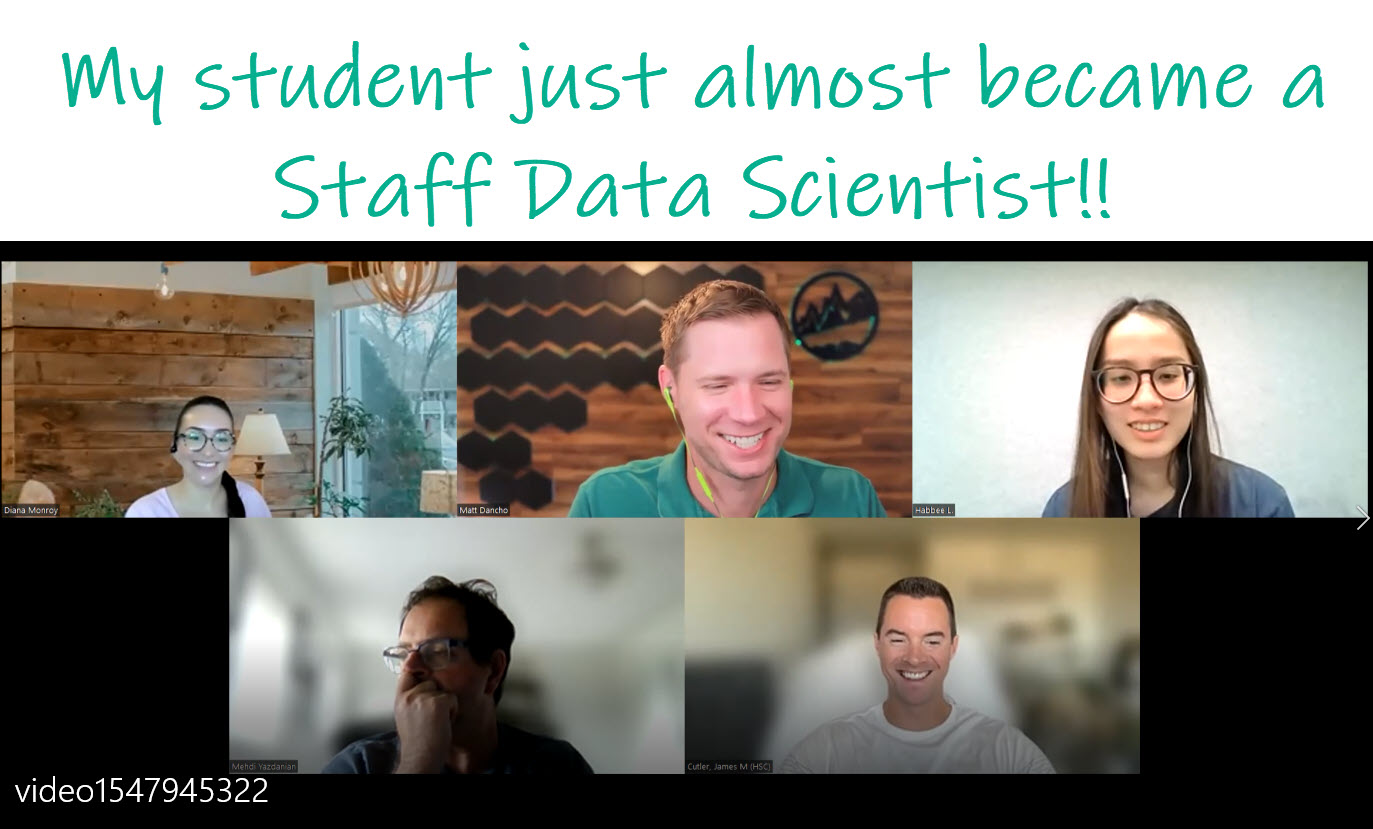 My student just almost became a
Staff Data Scientist!!
Diana Monroy
Matt Dancho
Habbee L.
Mehdi Yazdanian
Cutler, James M (HSC)
video1547945322